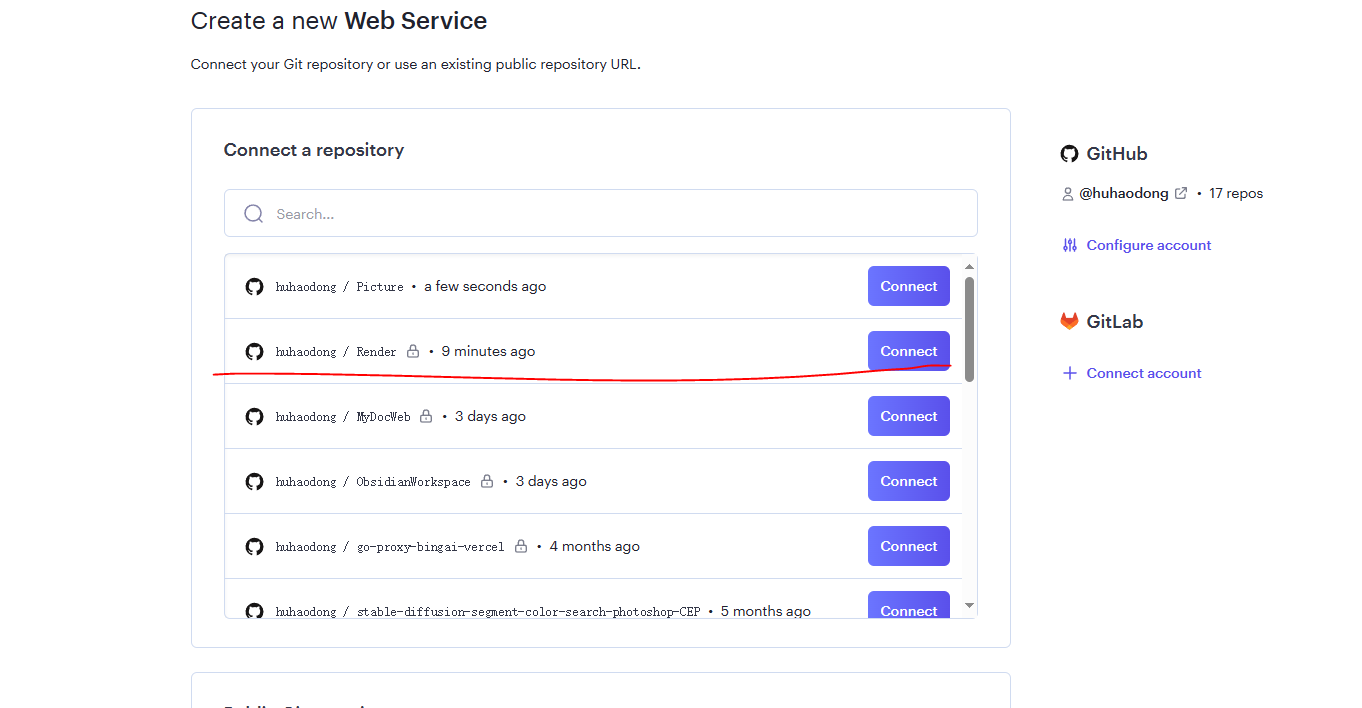 Create a new Web Service
Connect your Git repository or use an existing public repository URL.
Connect a repository
Search...
huhaodong / Picture • a few seconds ago Connect
huhaodong / Render • 9 minutes ago Connect
huhaodong / MyDocWeb • 3 days ago Connect
huhaodong / ObsidianWorkspace • 3 days ago Connect
huhaodong / go-proxy-bingai-vercel • 4 months ago Connect
huhaodong / stable-diffusion-segment-color-search-photoshop-CEP • 5 months ago Connect
GitHub
@huhaodong • 17 repos
Configure account
GitLab
Connect account